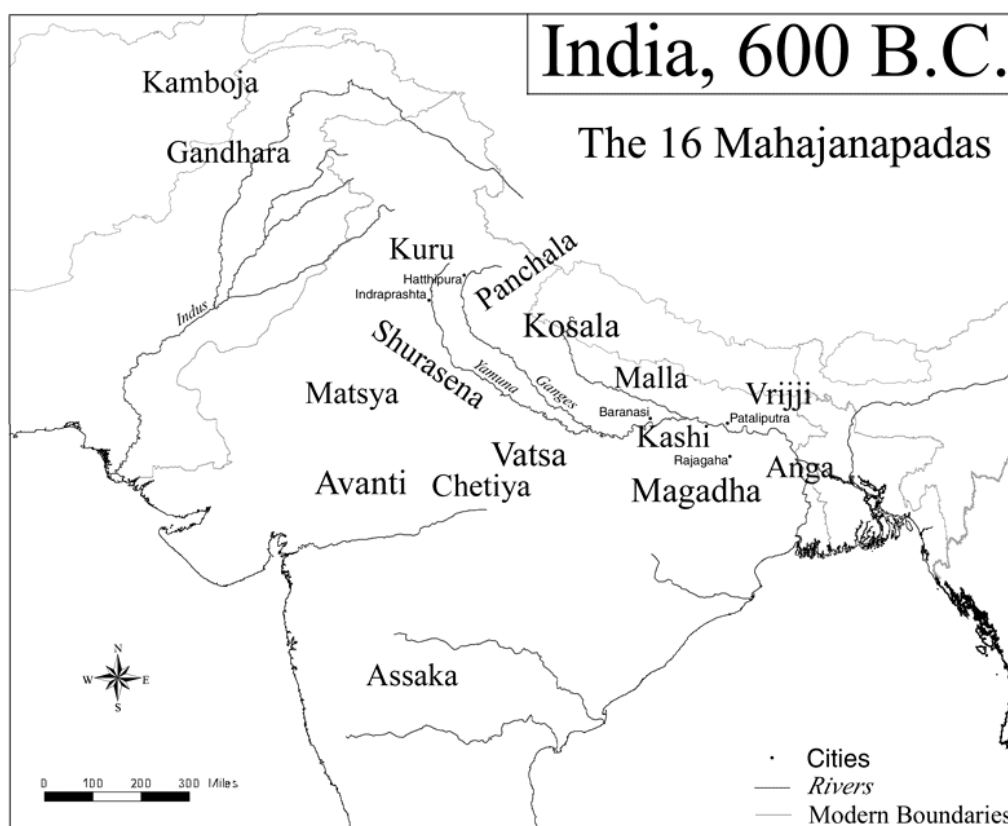 India, 600 B.C.
The 16 Mahajanapadas
Kamboja
Gandhara
Kuru
Panchala
Hatthipura
Indraprashta
Indus
Kosala
Shurasena
Yamuna
Ganges
Malla
Matsya
Vrijji
Baranasi
Pataliputra
Kashi
Vatsa
Rajagaha
Anga
Avanti
Chetiya
Magadha
Assaka
N
W E
S
0 100 200 300 Miles
Cities
Rivers
Modern Boundaries